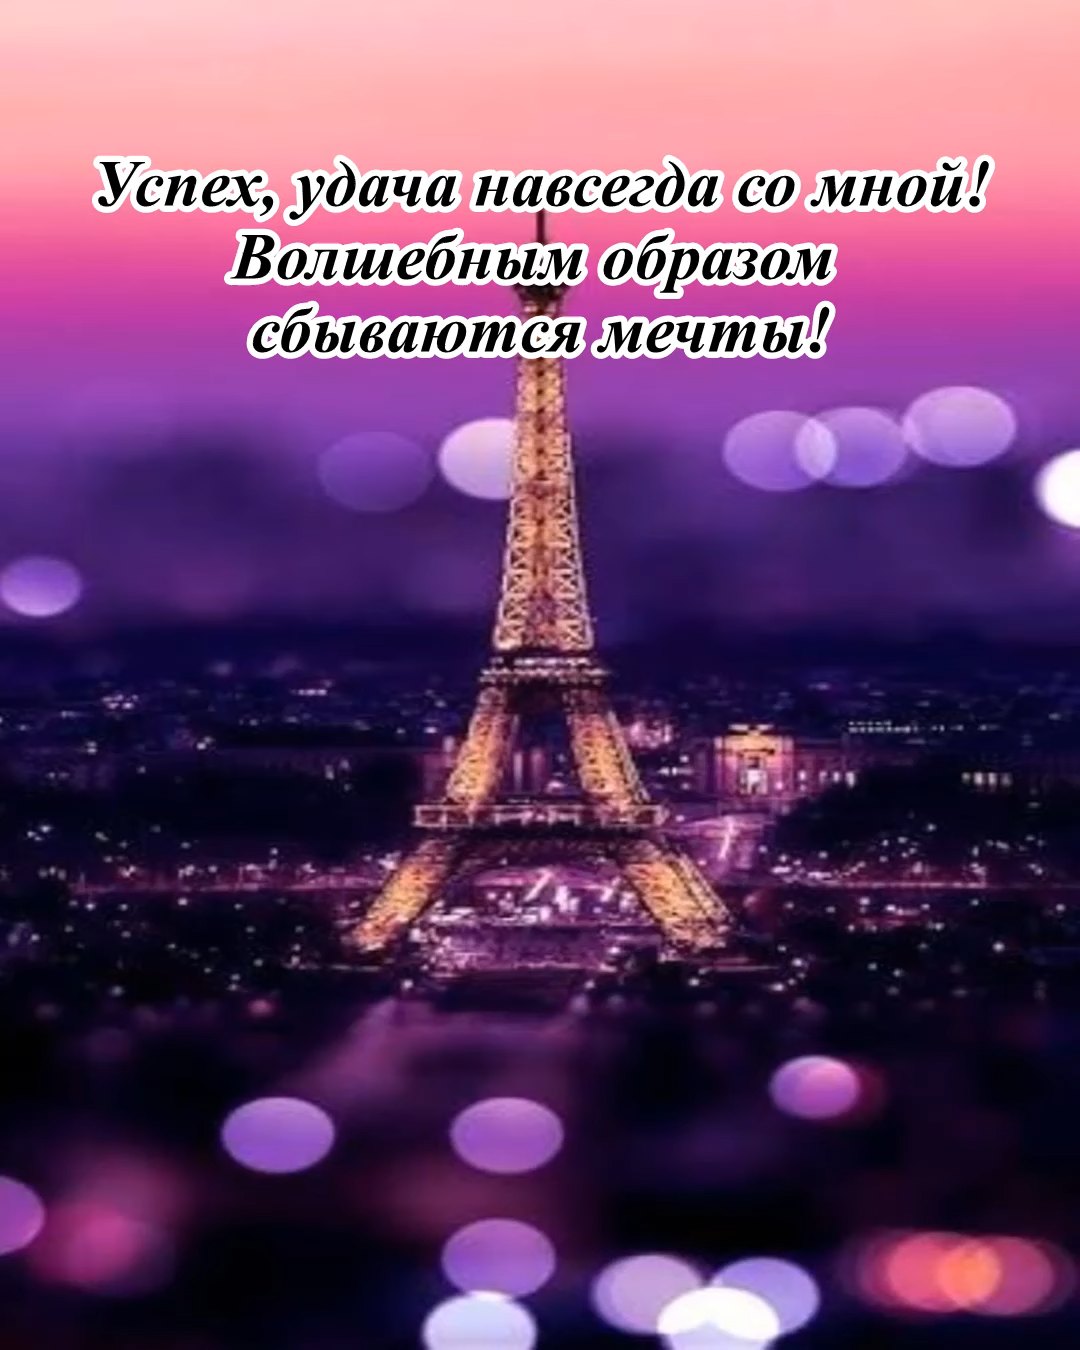 Успех, удача навсегда со мной!
Волшебным образом
сбываются мечты!